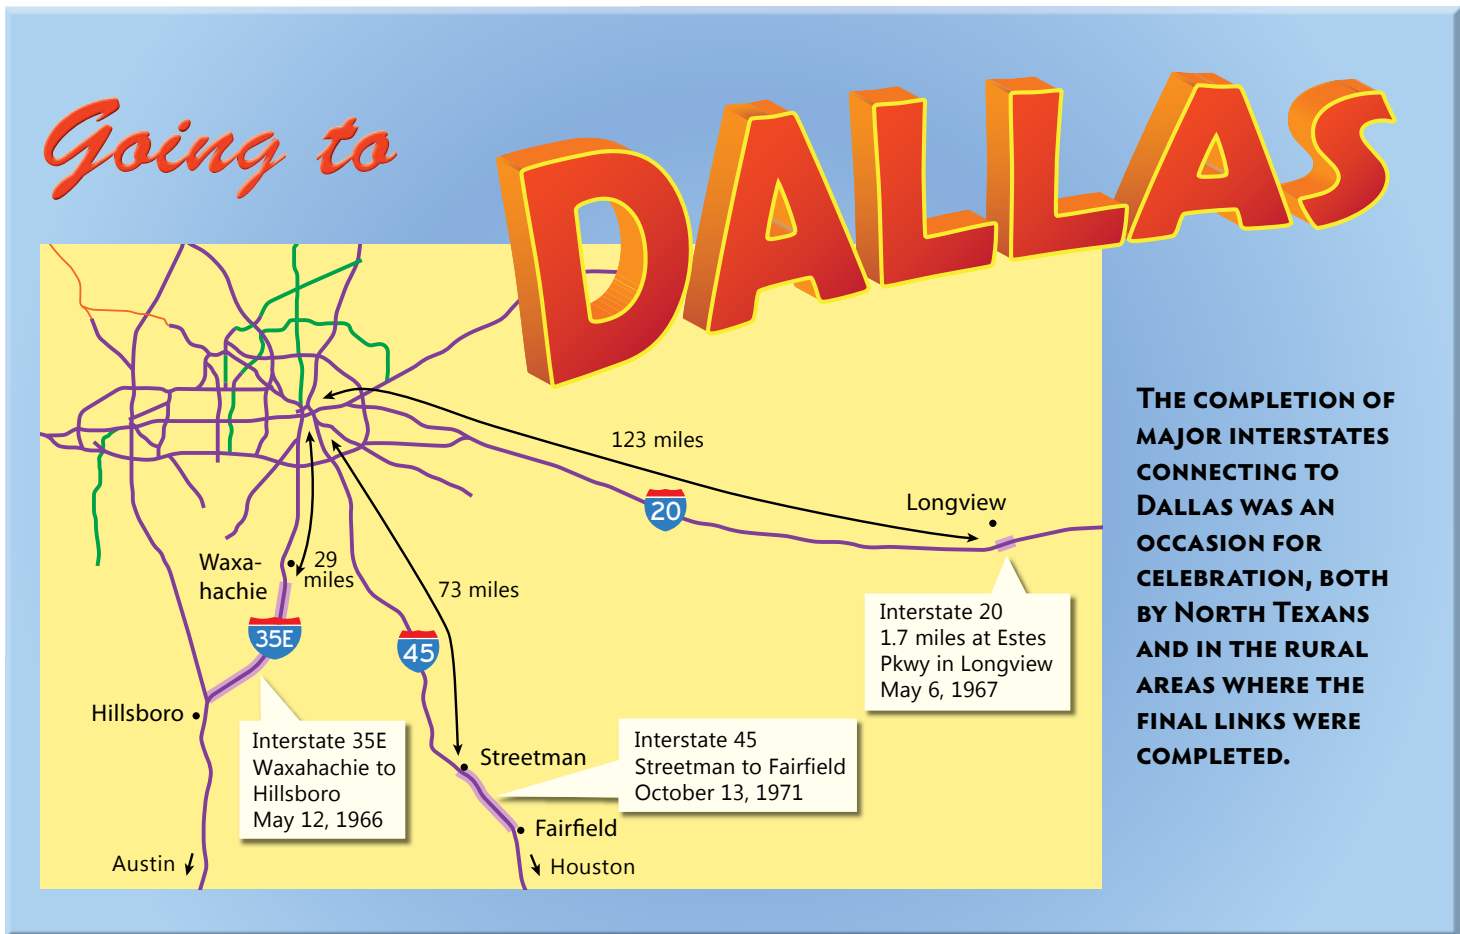 Going to
DALLAS
123 miles
Longview
20
Waxa-
hachie
29
miles
73 miles
35E
45
Interstate 20
1.7 miles at Estes
Pkwy in Longview
May 6, 1967
Hillsboro
Interstate 35E
Waxahachie to
Hillsboro
May 12, 1966
Streetman
Interstate 45
Streetman to Fairfield
October 13, 1971
Fairfield
Austin
Houston
THE COMPLETION OF
MAJOR INTERSTATES
CONNECTING TO
DALLAS WAS AN
OCCASION FOR
CELEBRATION, BOTH
BY NORTH TEXANS
AND IN THE RURAL
AREAS WHERE THE
FINAL LINKS WERE
COMPLETED.